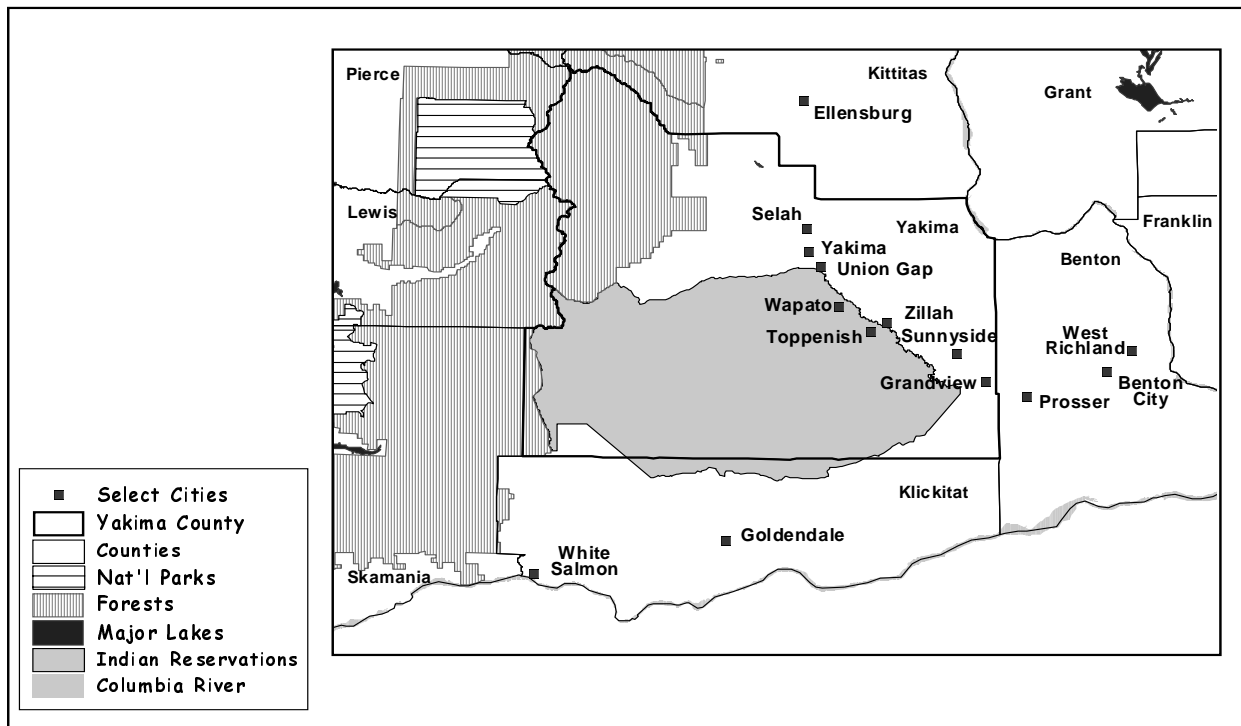 Pierce
Kittitas
Grant
Ellensburg
Lewis
Selah
Yakima
Franklin
Yakima
Union Gap
Benton
Wapato
Zillah
Toppenish
Sunnyside
West
Richland
Grandview
Benton
City
Prosser
Klickitat
Goldendale
White
Salmon
Skamania
Select Cities
Yakima County
Counties
Nat'l Parks
Forests
Major Lakes
Indian Reservations
Columbia River